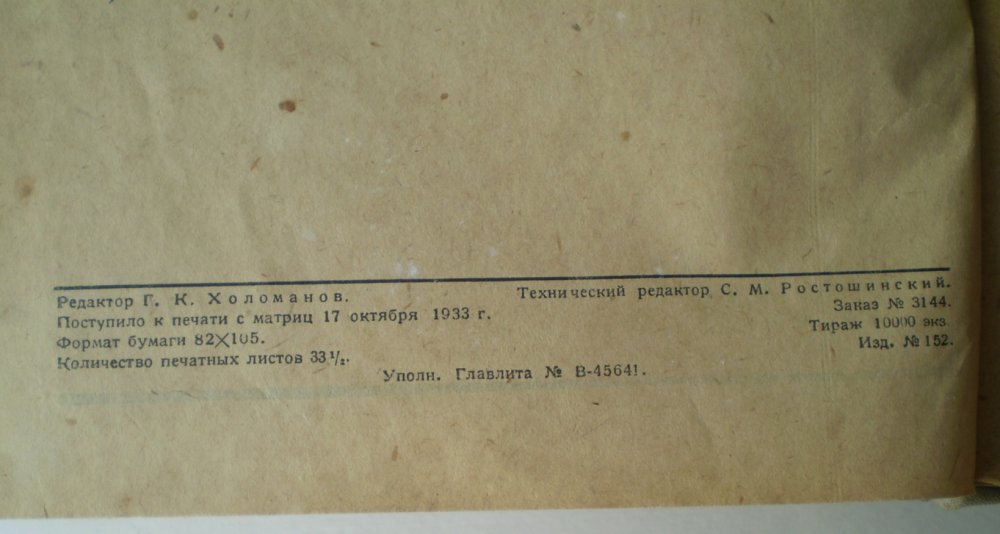 Редактор Г. К. Холоманов.
Технический редактор С. М. Ростошинский.
Поступило к печати с матриц 17 октября 1933 г.
Заказ № 3144.
Формат бумаги 82×105.
Тираж 10000 экз.
Количество печатных листов 33½.
Изд. № 152.
Уполн. Главлита № В-45641.